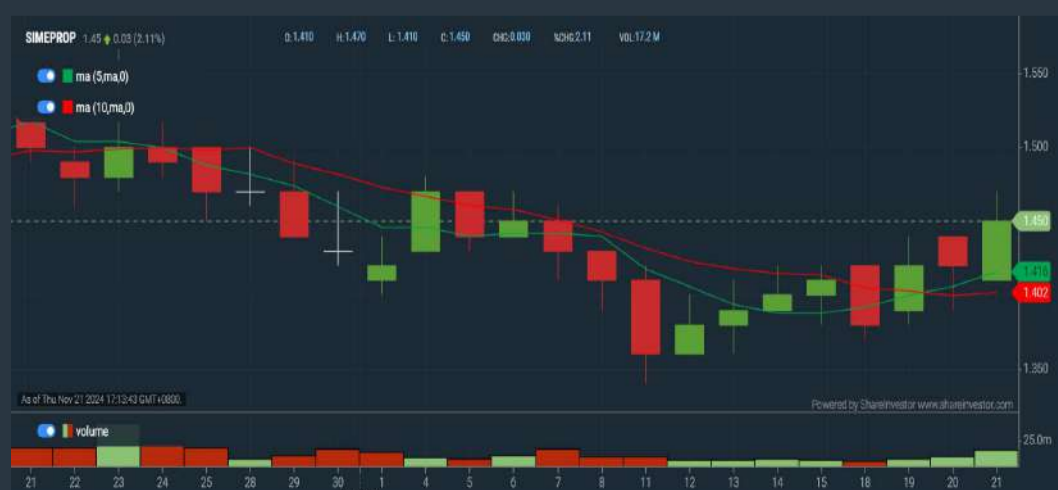 SIMEPROP 1.45 0.03 (2.11%) O:1.410 H:1.470 L: 1.410 C:1.450 CHG:0.030 %CHG:2.11 VOL:17.2 M
ma (5,ma,0)
ma (10,ma,0)
1.550
1.500
1.450
1.416
1.402
1.350
As of Thu Nov 21 2024 17:13:43 GMT+0800. Powered by ShareInvestor www.shareinvestor.com
volume
25.0m
21 22 23 24 25 28 29 30 1 4 5 6 7 8 11 12 13 14 15 18 19 20 21